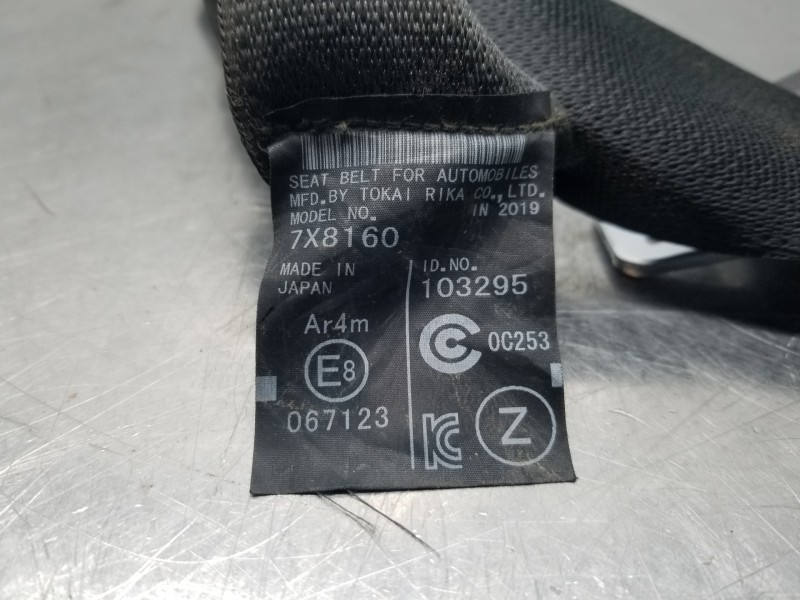 SEAT BELT FOR AUTOMOBILES
MFD.BY TOKAI RIKA CO.,LTD.
MODEL NO. IN 2019
7X8160
MADE IN JAPAN
ID.NO.
103295
Ar4m
E8
067123
0C253
KC
Z